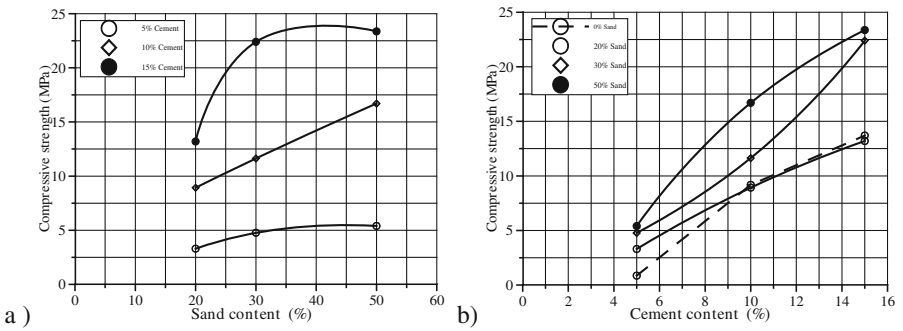 a )
Compressive strength (MPa)
25
20
15
10
5
0
5% Cement
10% Cement
15% Cement
0 10 20 30 40 50 60
Sand content (%)
b)
Compressive strength (MPa)
25
20
15
10
5
0
0% Sand
20% Sand
30% Sand
50% Sand
0 2 4 6 8 10 12 14 16
Cement content (%)